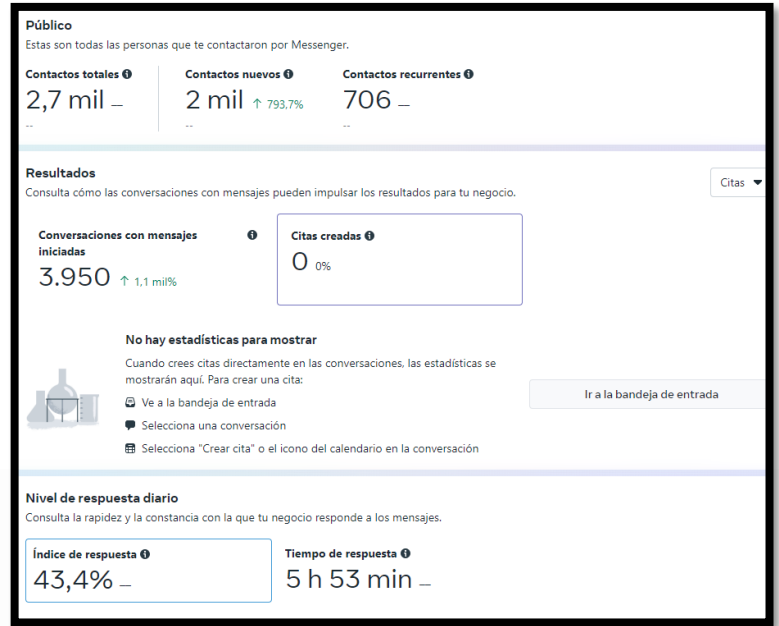 Público
Estas son todas las personas que te contactaron por Messenger.
Contactos totales Contactos nuevos Contactos recurrentes
2,7 mil — 2 mil ↑ 793,7% 706 —
-- -- --
Resultados
Consulta cómo las conversaciones con mensajes pueden impulsar los resultados para tu negocio.
Citas
Conversaciones con mensajes
iniciadas
3.950 ↑ 1,1 mil%
Citas creadas
0 0%
No hay estadísticas para mostrar
Cuando crees citas directamente en las conversaciones, las estadísticas se
mostrarán aquí. Para crear una cita:
Ve a la bandeja de entrada
Selecciona una conversación
Selecciona "Crear cita" o el icono del calendario en la conversación
Ir a la bandeja de entrada
Nivel de respuesta diario
Consulta la rapidez y la constancia con la que tu negocio responde a los mensajes.
Índice de respuesta
43,4% —
Tiempo de respuesta
5 h 53 min —